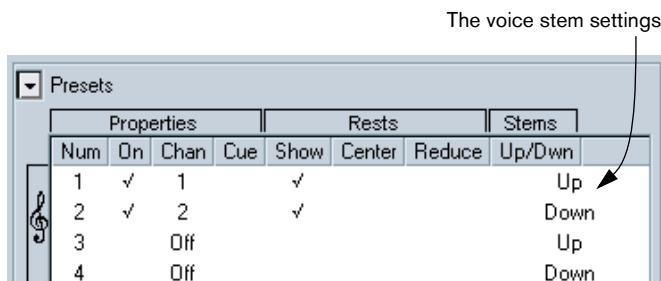 The voice stem settings
Presets
Properties Rests Stems
Num On Chan Cue Show Center Reduce Up/Dwn
1 √ 1 √ Up
2 √ 2 √ Down
3 Off Up
4 Off Down